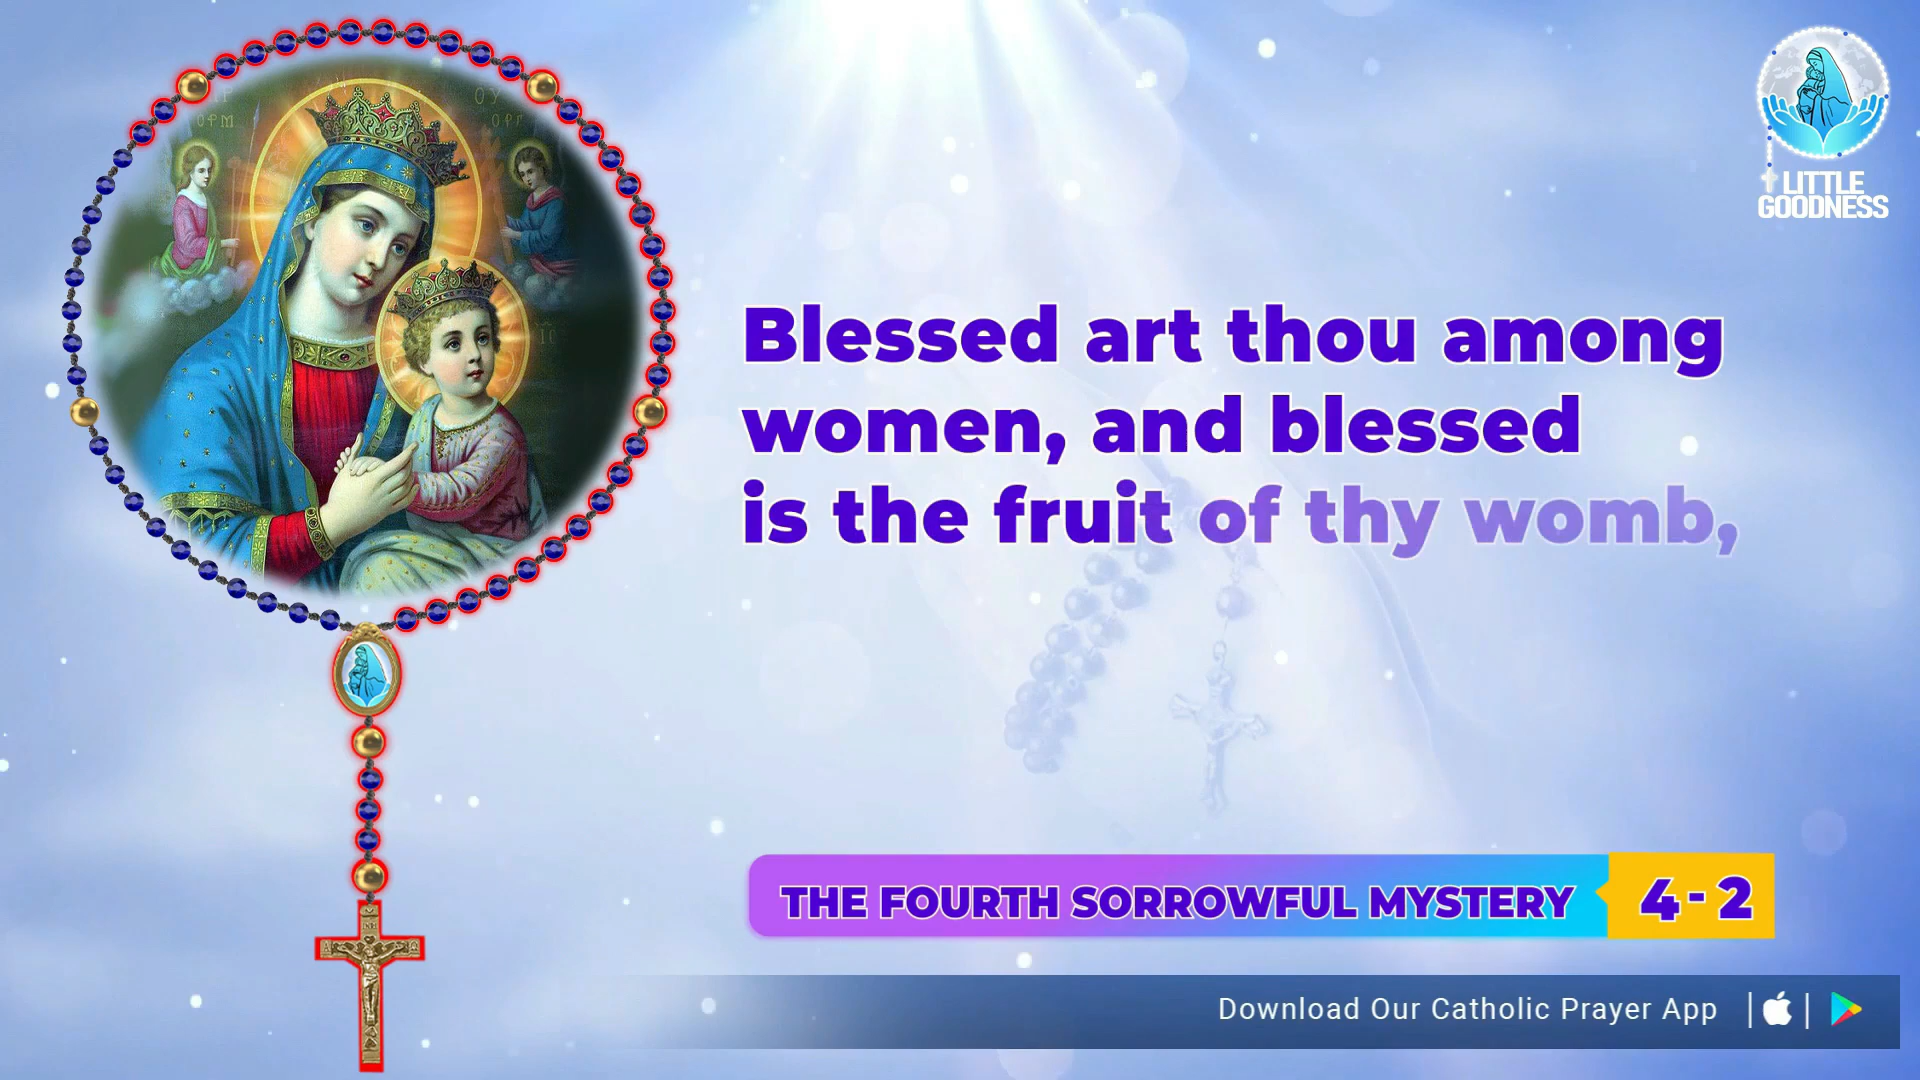 LITTLE
GOODNESS
Blessed art thou among
women, and blessed
is the fruit of thy womb,
THE FOURTH SORROWFUL MYSTERY 4-2
Download Our Catholic Prayer App